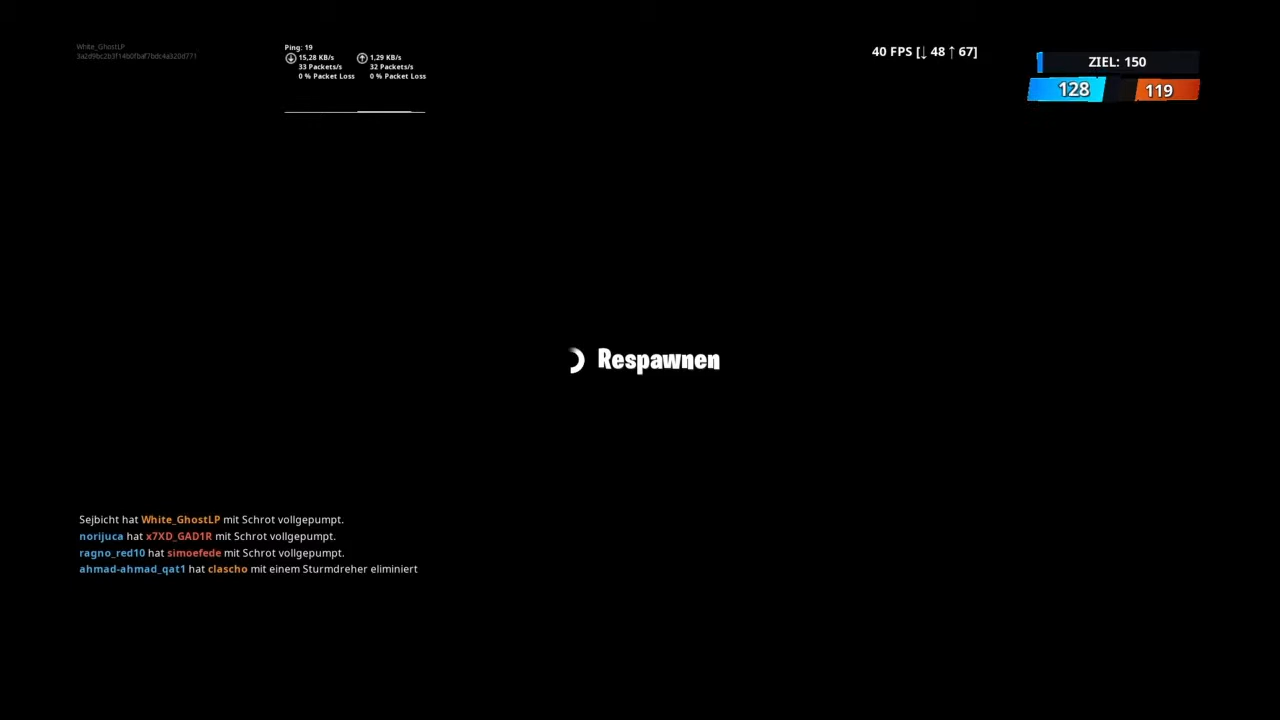 White_GhostLP
Ping: 19
15,28 KB/s
1,29 KB/s
33 Packets/s
32 Packets/s
0 % Packet Loss
0 % Packet Loss
40 FPS [↓ 48 ↑ 67]
ZIEL: 150
128
119
Respawnen
Sejbicht hat White_GhostLP mit Schrot vollgepumpt.
norijuca hat x7XD_GAD1R mit Schrot vollgepumpt.
ragno_red10 hat simoefede mit Schrot vollgepumpt.
ahmad-ahmad_qat1 hat clascho mit einem Sturmdreher eliminiert